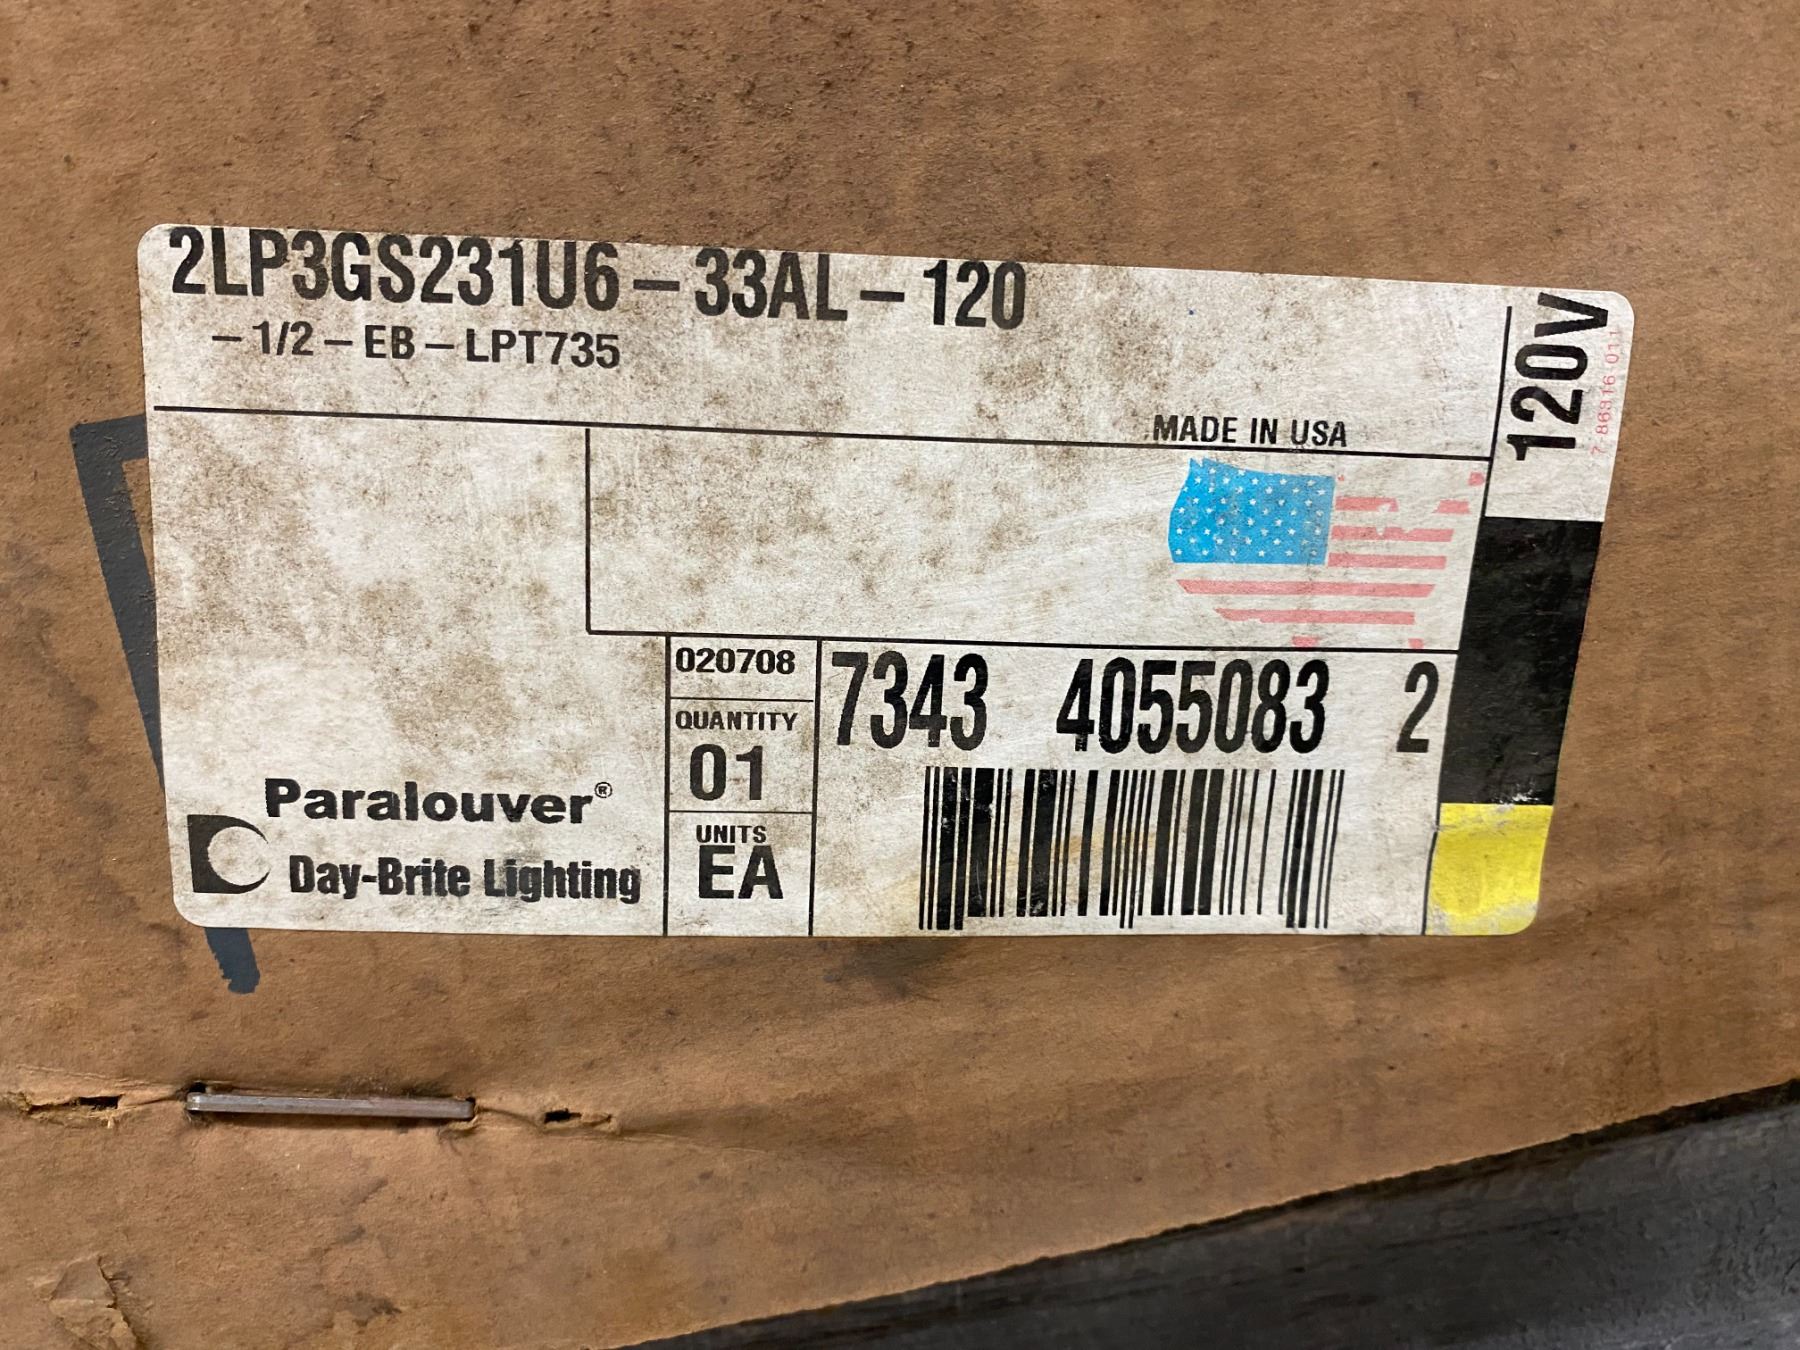 2LP3GS231U6-33AL-120
-1/2-EB-LPT735
120V
MADE IN USA
020708
QUANTITY
01
UNITS
EA
7343 4055083 2
Paralouver®
Day-Brite Lighting